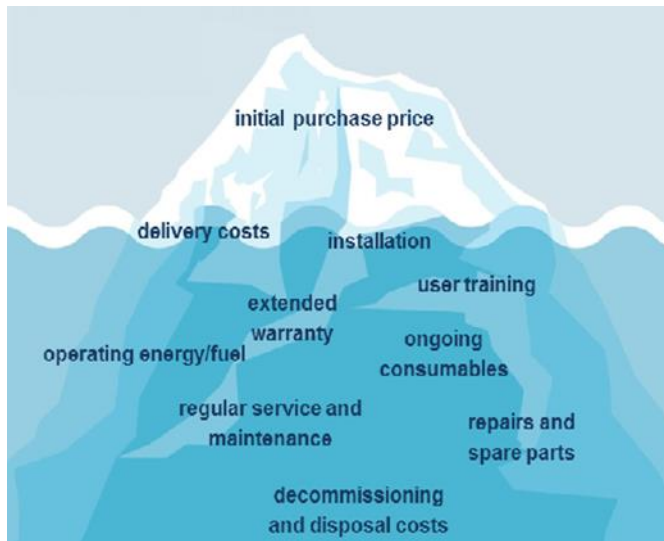 initial purchase price
delivery costs
installation
user training
extended
warranty
operating energy/fuel
ongoing
consumables
regular service and
maintenance
repairs and
spare parts
decommissioning
and disposal costs